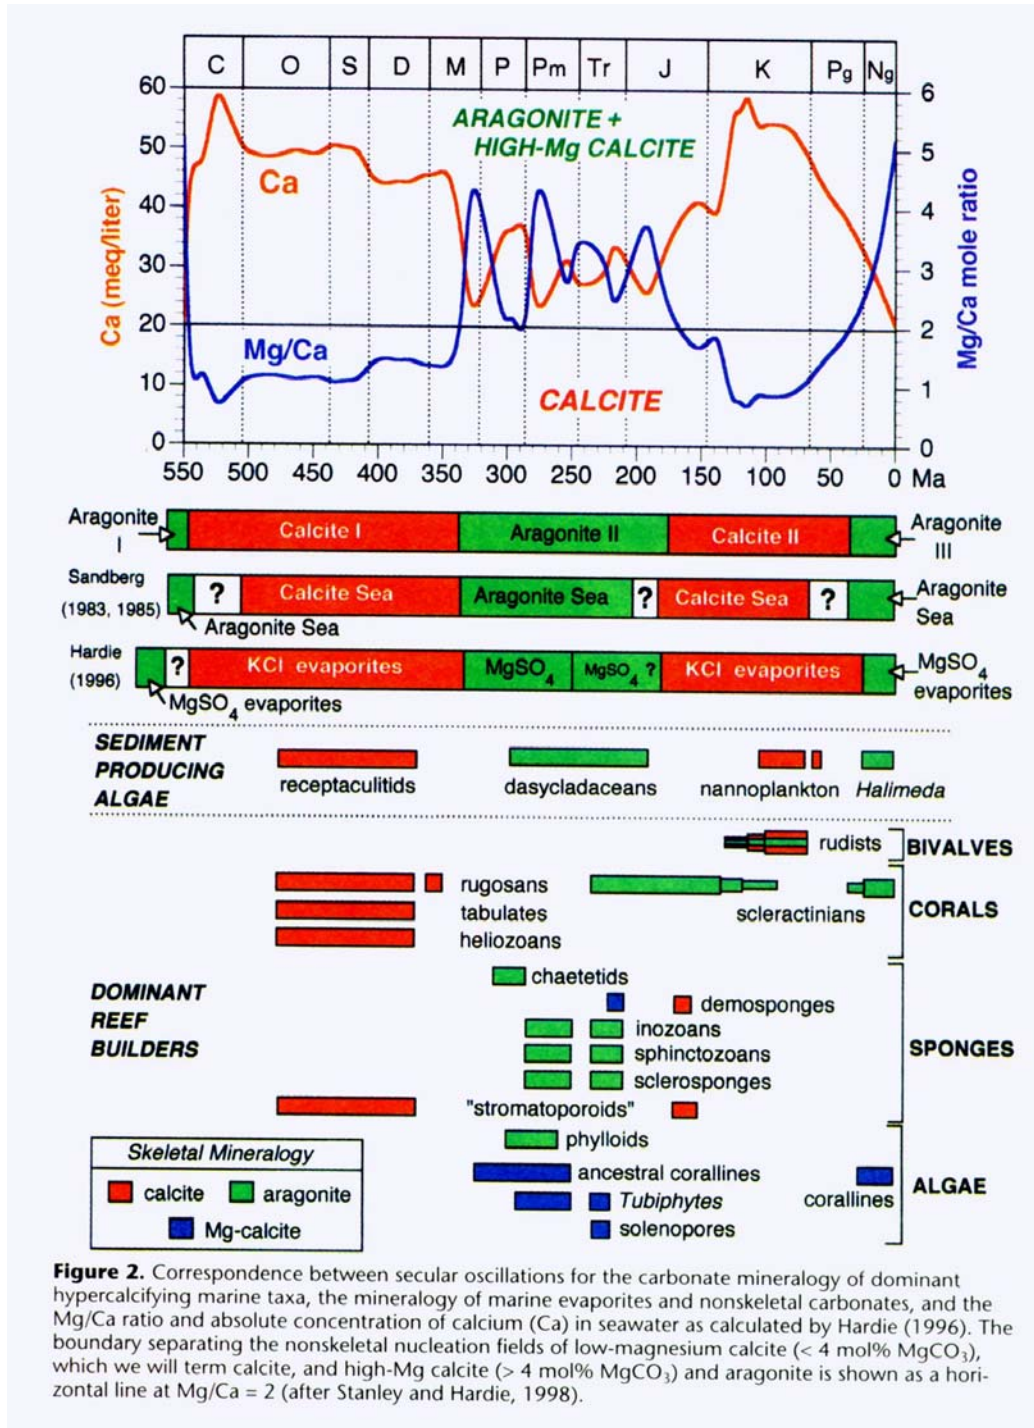 C O S D M P Pm Tr J K Pg Ng
60
50
40
30
20
10
0
Ca (meq/liter)
ARAGONITE +
HIGH-Mg CALCITE
Ca
Mg/Ca
CALCITE
6
5
4
3
2
1
0
Mg/Ca mole ratio
550 500 450 400 350 300 250 200 150 100 50 0 Ma
Aragonite
I
Calcite I
Aragonite II
Calcite II
Aragonite
III
Sandberg
(1983, 1985)
?
Calcite Sea
Aragonite Sea
?
Calcite Sea
?
Aragonite
Sea
Aragonite Sea
Hardie
(1996)
?
KCl evaporites
MgSO4
MgSO4 ?
KCl evaporites
MgSO4
evaporites
MgSO4 evaporites
SEDIMENT
PRODUCING
ALGAE
receptaculitids
dasycladaceans
nannoplankton
Halimeda
DOMINANT
REEF
BUILDERS
rudists
BIVALVES
rugosans
tabulates
heliozoans
scleractinians
CORALS
chaetetids
demosponges
inozoans
sphinctozoans
sclerosponges
"stromatoporoids"
SPONGES
phylloids
ancestral corallines
Tubiphytes
solenopores
corallines
ALGAE
Skeletal Mineralogy
calcite
aragonite
Mg-calcite
Figure 2. Correspondence between secular oscillations for the carbonate mineralogy of dominant
hypercalcifying marine taxa, the mineralogy of marine evaporites and nonskeletal carbonates, and the
Mg/Ca ratio and absolute concentration of calcium (Ca) in seawater as calculated by Hardie (1996). The
boundary separating the nonskeletal nucleation fields of low-magnesium calcite (< 4 mol% MgCO3),
which we will term calcite, and high-Mg calcite (> 4 mol% MgCO3) and aragonite is shown as a hori-
zontal line at Mg/Ca = 2 (after Stanley and Hardie, 1998).